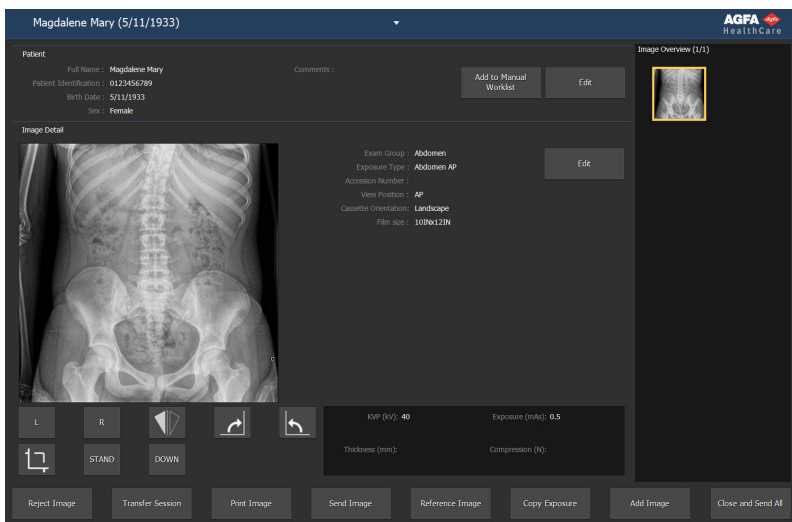 Magdalene Mary (5/11/1933)
AGFA Agfa
HealthCare
Patient
Full Name : Magdalene Mary
Comments :
Patient Identification : 0123456789
Birth Date : 5/11/1933
Sex : Female
Add to Manual
Worklist
Edit
Image Overview (1/1)
Image Detail
Exam Group : Abdomen
Exposure Type : Abdomen AP
Accession Number :
View Position : AP
Cassette Orientation: Landscape
Film size : 10INx12IN
Edit
L
R
STAND
DOWN
KVP (kV): 40
Exposure (mAs): 0.5
Thickness (mm):
Compression (N):
Reject Image
Transfer Session
Print Image
Send Image
Reference Image
Copy Exposure
Add Image
Close and Send All